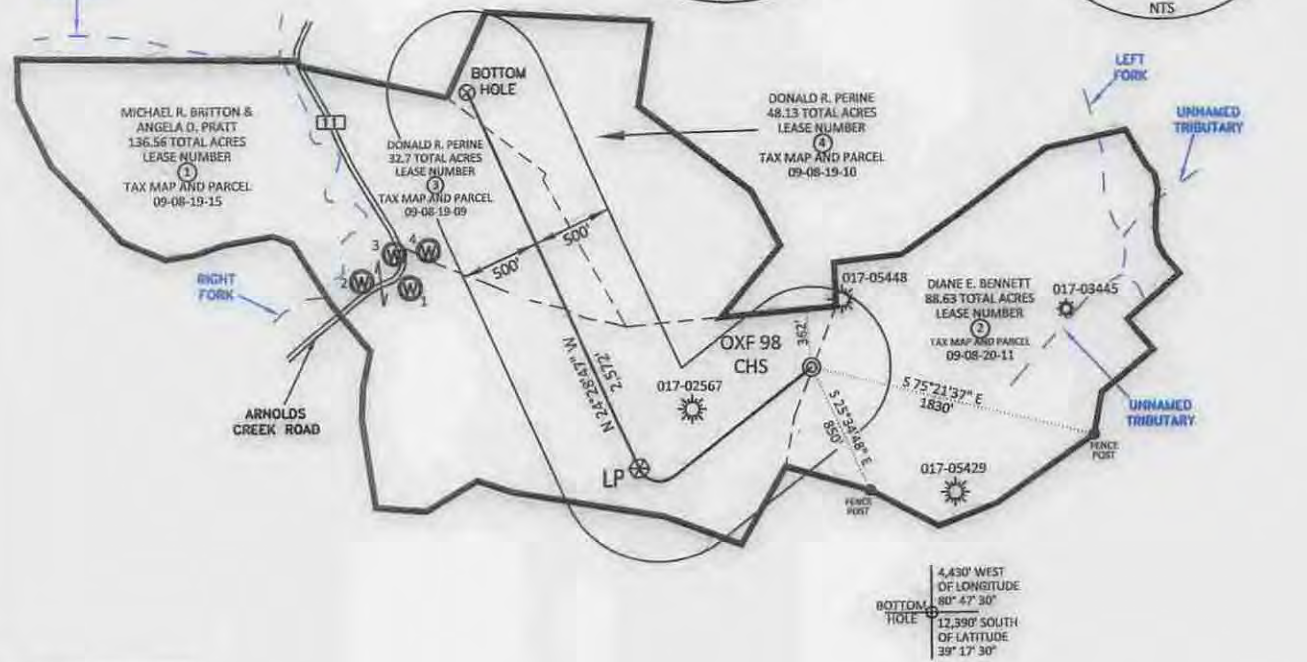 NTS
LEFT
FORK
UNNAMED
TRIBUTARY
BOTTOM
HOLE
MICHAEL R. BRITTON &
ANGELA D. PRATT
136.56 TOTAL ACRES
LEASE NUMBER
1
TAX MAP AND PARCEL
09-08-19-15
11
DONALD R. PERINE
32.7 TOTAL ACRES
LEASE NUMBER
3
TAX MAP AND PARCEL
09-08-19-09
DONALD R. PERINE
48.13 TOTAL ACRES
LEASE NUMBER
4
TAX MAP AND PARCEL
09-08-19-10
3
W
4
W
2
W
W
1
500'
500'
RIGHT
FORK
017-05448
DIANE E. BENNETT
88.63 TOTAL ACRES
LEASE NUMBER
2
TAX MAP AND PARCEL
09-08-20-11
017-03445
362'
OXF 98
CHS
N 24°28'47" W
2,572'
017-02567
S 75°21'37" E
1830'
S 25°34'48" E
850'
ARNOLDS
CREEK ROAD
UNNAMED
TRIBUTARY
FENCE
POST
LP
017-05429
FENCE
POST
4,430' WEST
OF LONGITUDE
80° 47' 30"
BOTTOM
HOLE
12,390' SOUTH
OF LATITUDE
39° 17' 30"